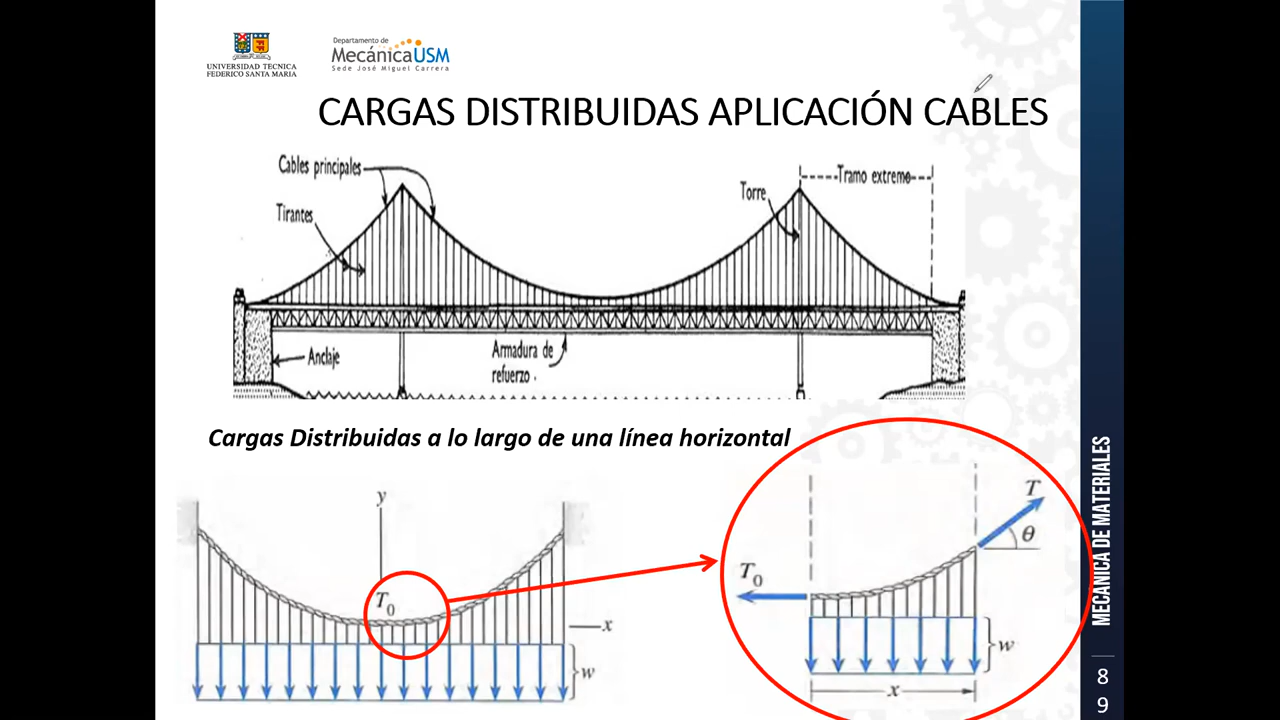 UNIVERSIDAD TECNICA
FEDERICO SANTA MARIA
Departamento de
MecánicaUSM
Sede José Miguel Carrera
CARGAS DISTRIBUIDAS APLICACIÓN CABLES
Cables principales
Tirantes
Torre
Tramo extremo
Anclaje
Armadura de
refuerzo.
Cargas Distribuidas a lo largo de una línea horizontal
y
T₀
x
w
T
θ
T₀
w
x
MECÁNICA DE MATERIALES
8
9